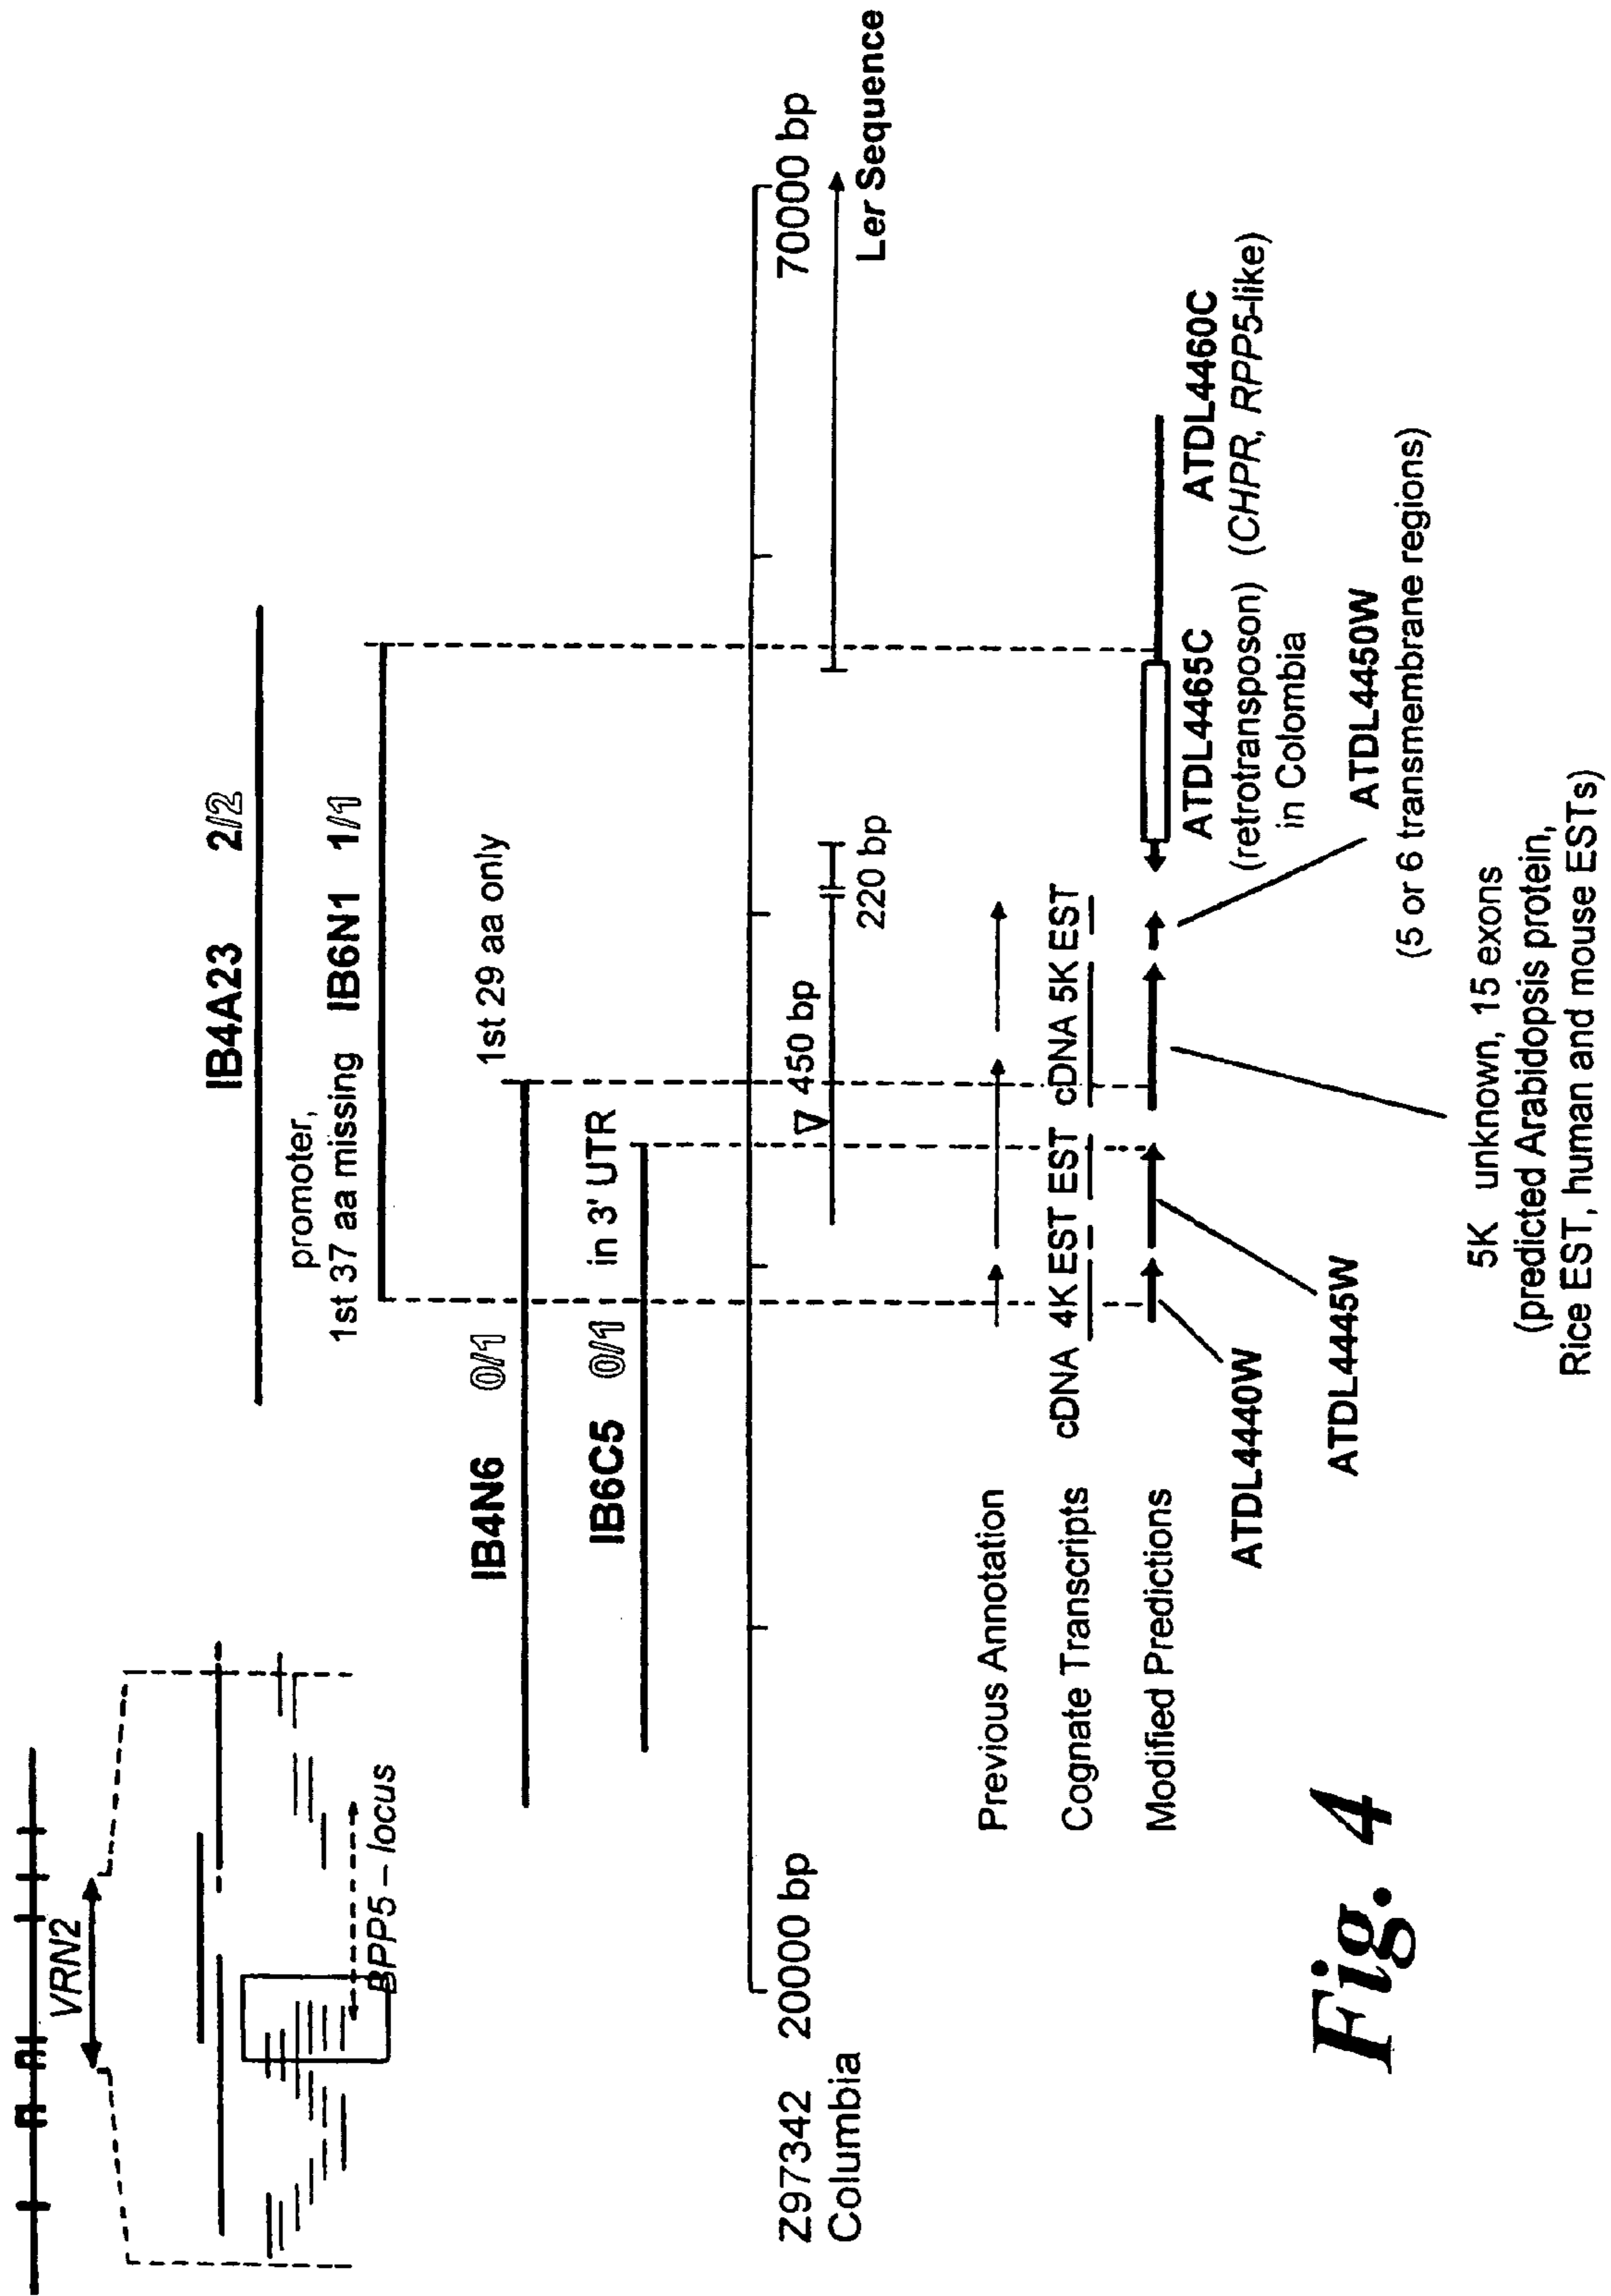 VRN2
RPP5 – locus
IB4A23 2/2
promoter,
1st 37 aa missing IB6N1 1/1
IB4N6 0/1 1st 29 aa only
IB6C5 0/1 in 3' UTR
Z97342 20000 bp
Columbia
70000 bp
450 bp
220 bp
Ler Sequence
Previous Annotation
Cognate Transcripts cDNA 4K EST EST cDNA 5K EST
Modified Predictions
ATDL4440W
ATDL4445W
ATDL4465C ATDL4460C
(retrotransposon) (CHPR, RPP5-like)
in Colombia
ATDL4450W
(5 or 6 transmembrane regions)
5K unknown, 15 exons
(predicted Arabidopsis protein,
Rice EST, human and mouse ESTs)
Fig. 4